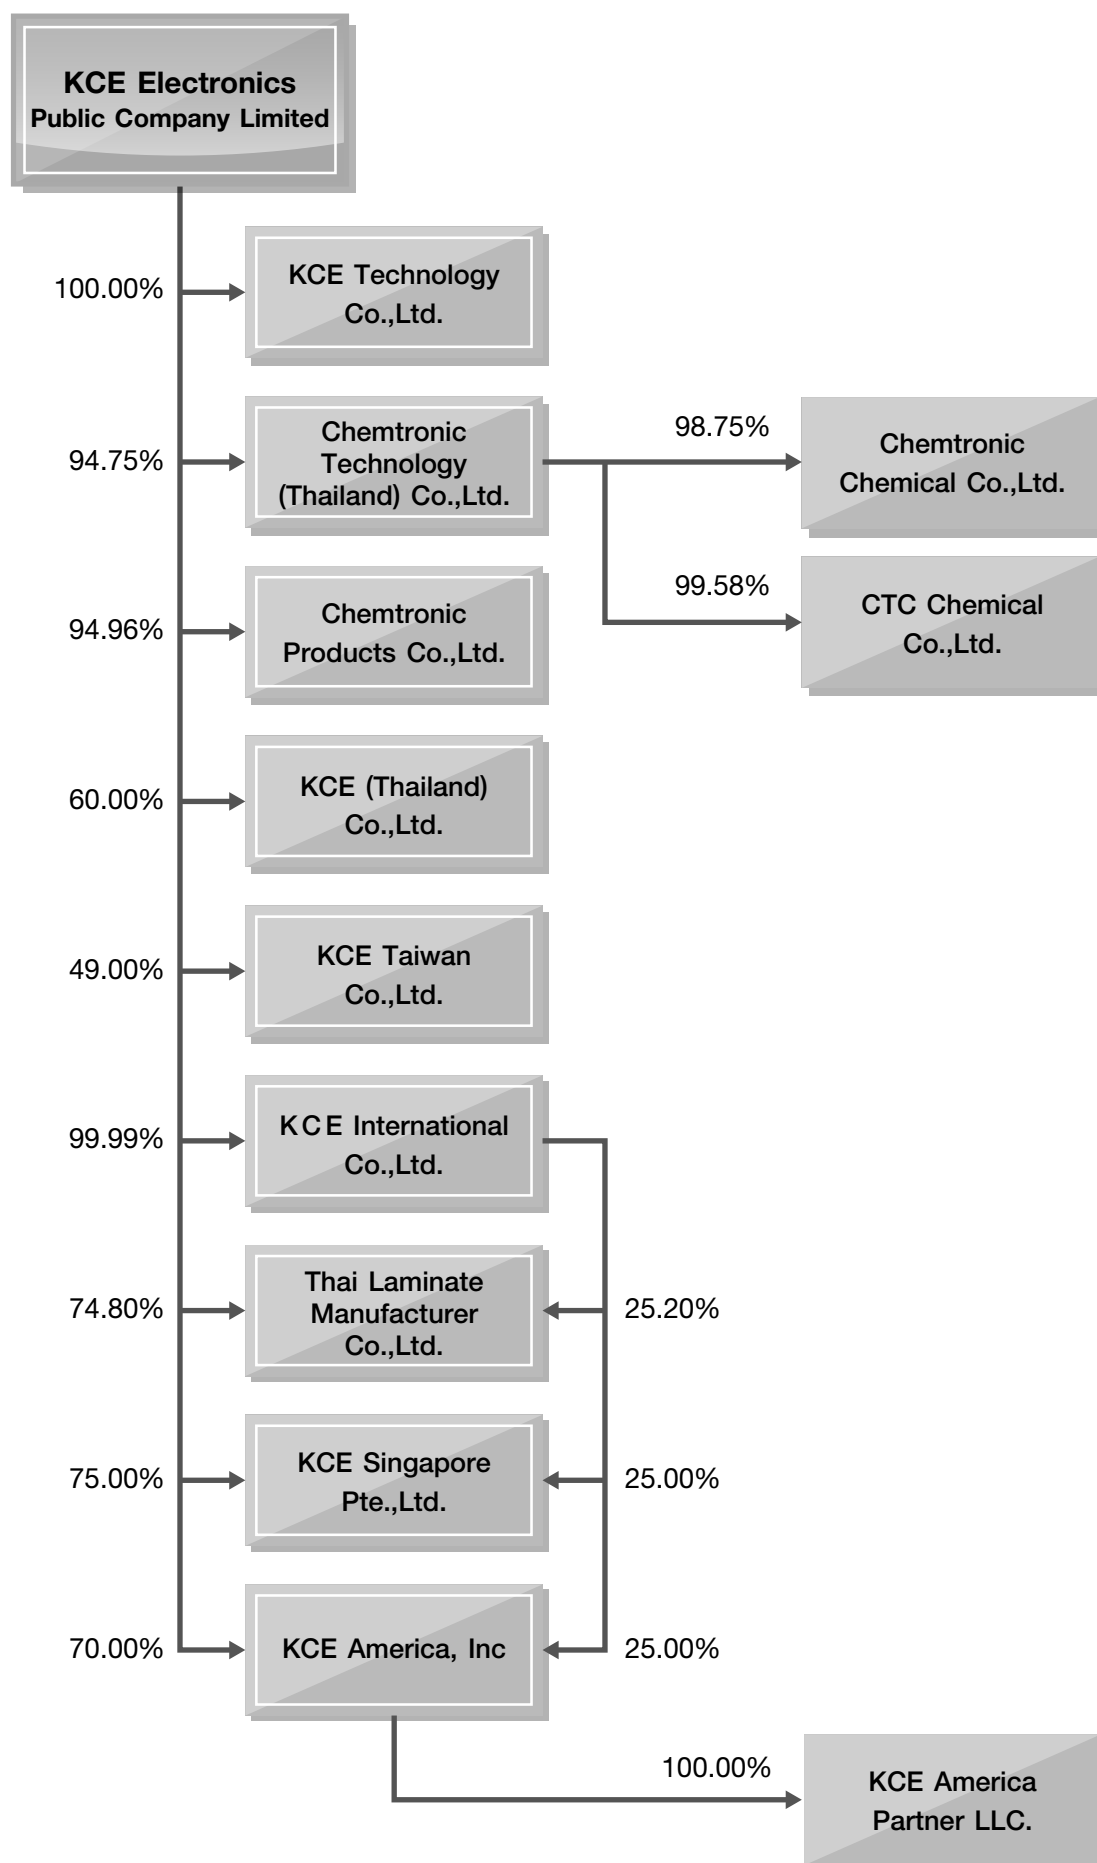 KCE Electronics
Public Company Limited
100.00%
KCE Technology
Co.,Ltd.
94.75%
Chemtronic
Technology
(Thailand) Co.,Ltd.
98.75%
Chemtronic
Chemical Co.,Ltd.
99.58%
CTC Chemical
Co.,Ltd.
94.96%
Chemtronic
Products Co.,Ltd.
60.00%
KCE (Thailand)
Co.,Ltd.
49.00%
KCE Taiwan
Co.,Ltd.
99.99%
KCE International
Co.,Ltd.
74.80%
Thai Laminate
Manufacturer
Co.,Ltd.
25.20%
75.00%
KCE Singapore
Pte.,Ltd.
25.00%
70.00%
KCE America, Inc
25.00%
100.00%
KCE America
Partner LLC.